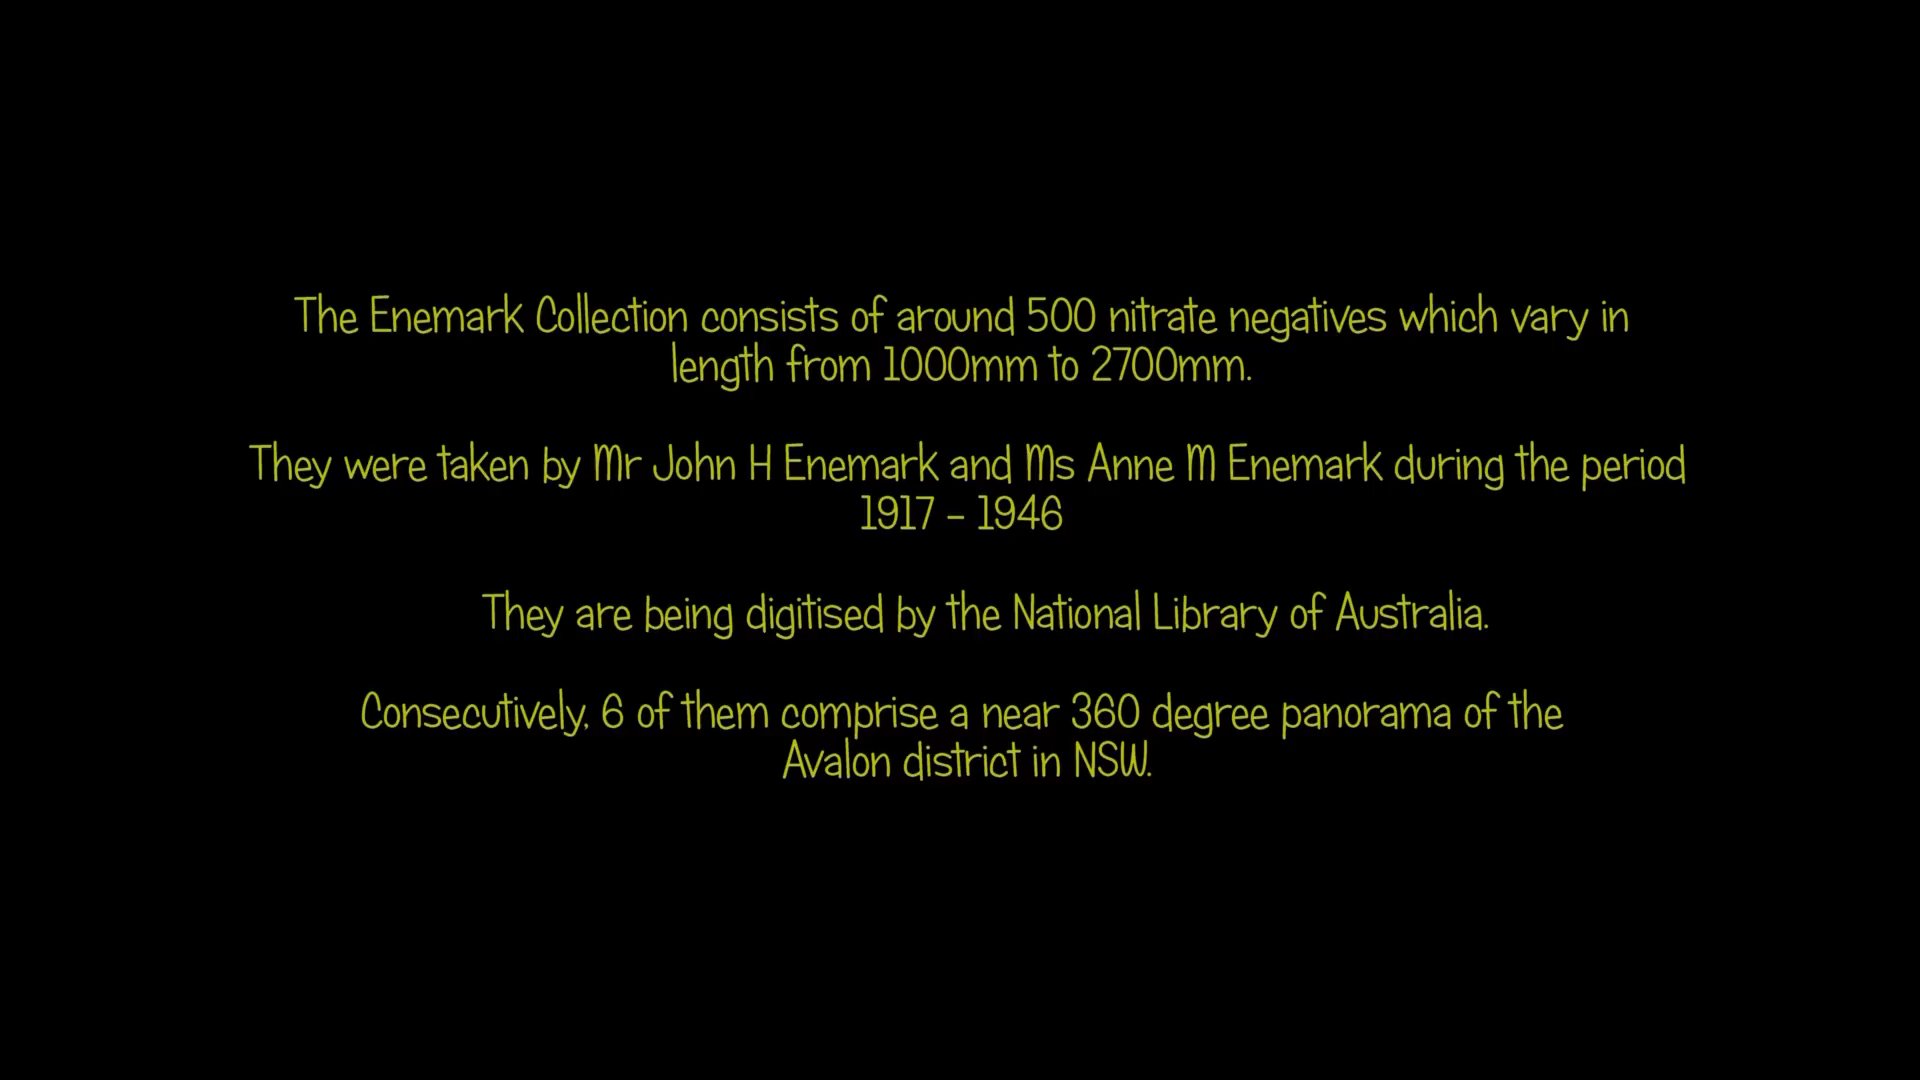 The Enemark Collection consists of around 500 nitrate negatives which vary in
length from 1000mm to 2700mm.
They were taken by Mr John H Enemark and Ms Anne M Enemark during the period
1917 - 1946
They are being digitised by the National Library of Australia.
Consecutively, 6 of them comprise a near 360 degree panorama of the
Avalon district in NSW.